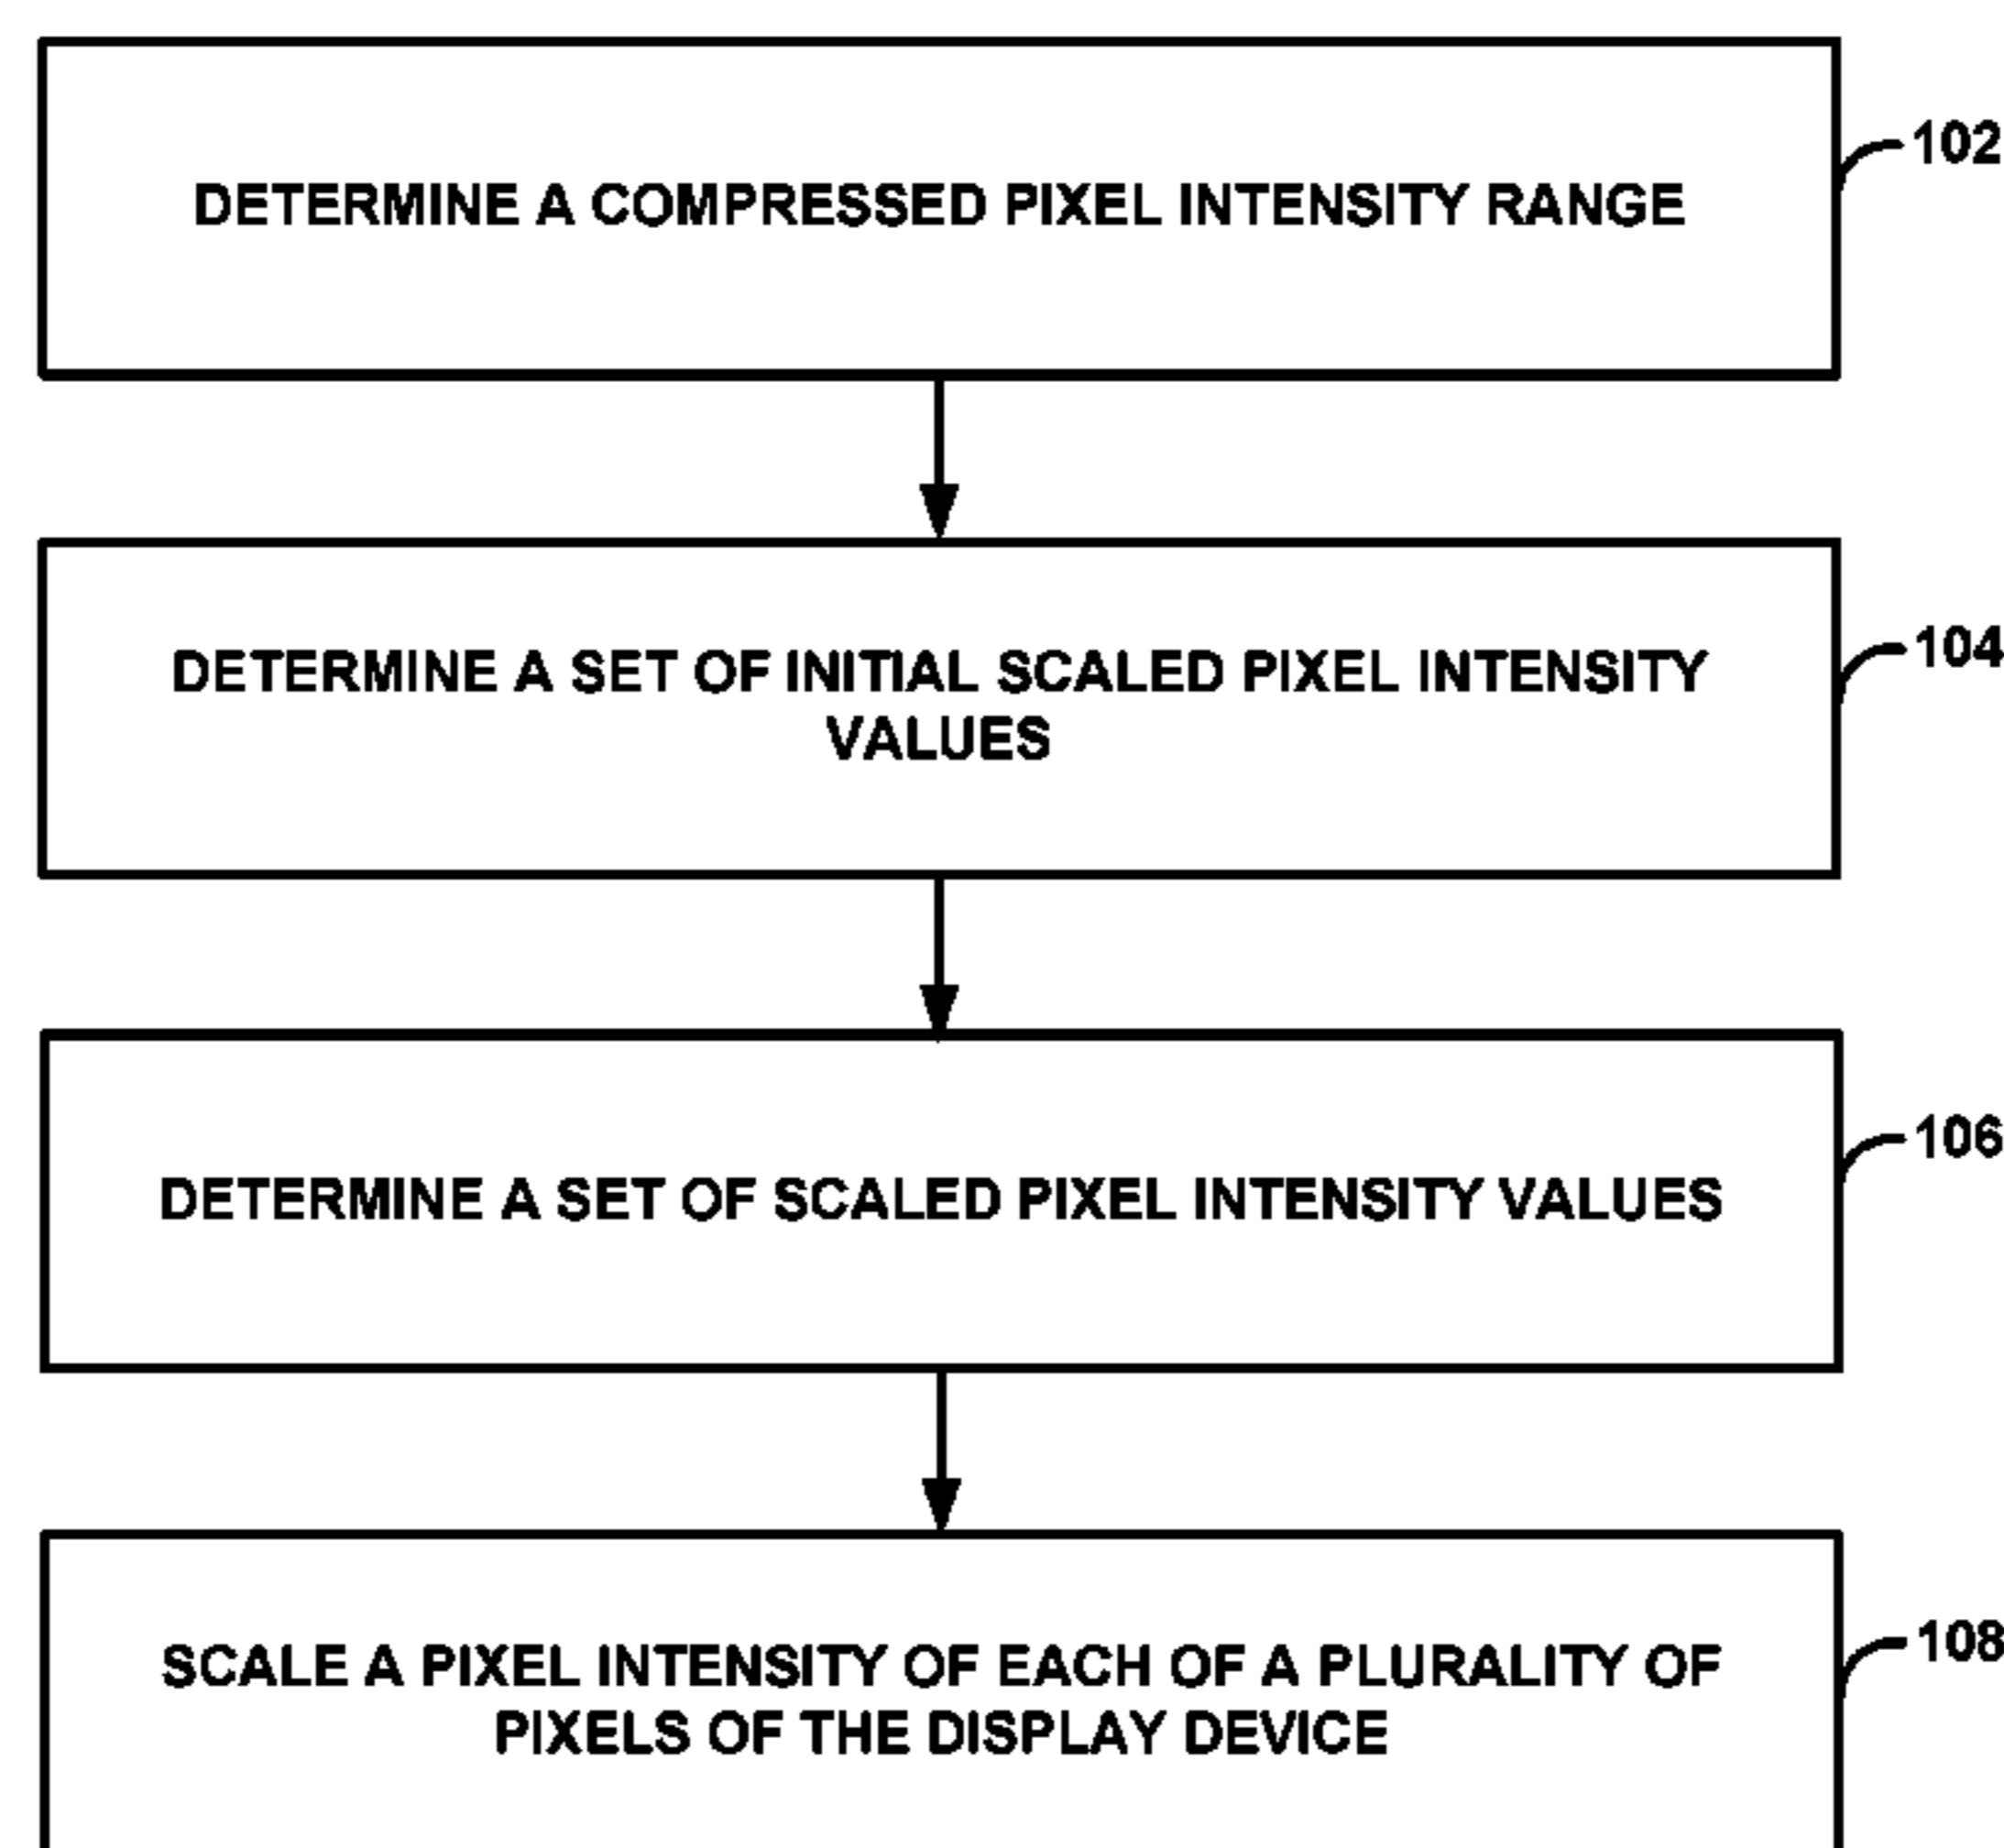 DETERMINE A COMPRESSED PIXEL INTENSITY RANGE
102
DETERMINE A SET OF INITIAL SCALED PIXEL INTENSITY
VALUES
104
DETERMINE A SET OF SCALED PIXEL INTENSITY VALUES
106
SCALE A PIXEL INTENSITY OF EACH OF A PLURALITY OF
PIXELS OF THE DISPLAY DEVICE
108